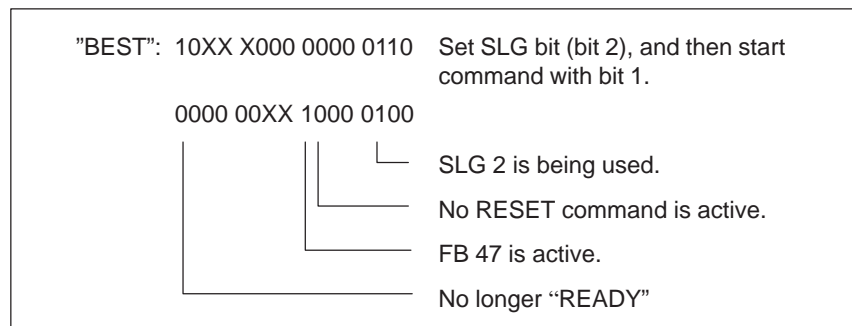 ”BEST”: 10XX X000 0000 0110 Set SLG bit (bit 2), and then start
command with bit 1.
0000 00XX 1000 0100
SLG 2 is being used.
No RESET command is active.
FB 47 is active.
No longer “READY”